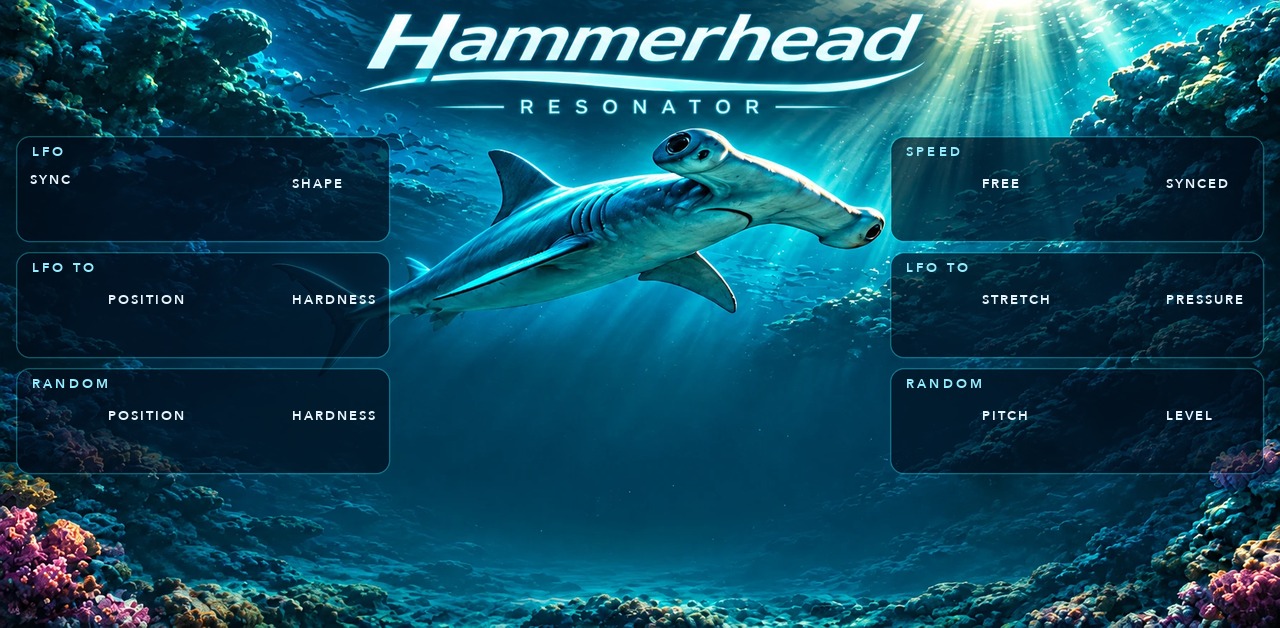 Hammerhead
RESONATOR
LFO
SYNC
SHAPE
SPEED
FREE
SYNCED
LFO TO
POSITION
HARDNESS
LFO TO
STRETCH
PRESSURE
RANDOM
POSITION
HARDNESS
RANDOM
PITCH
LEVEL